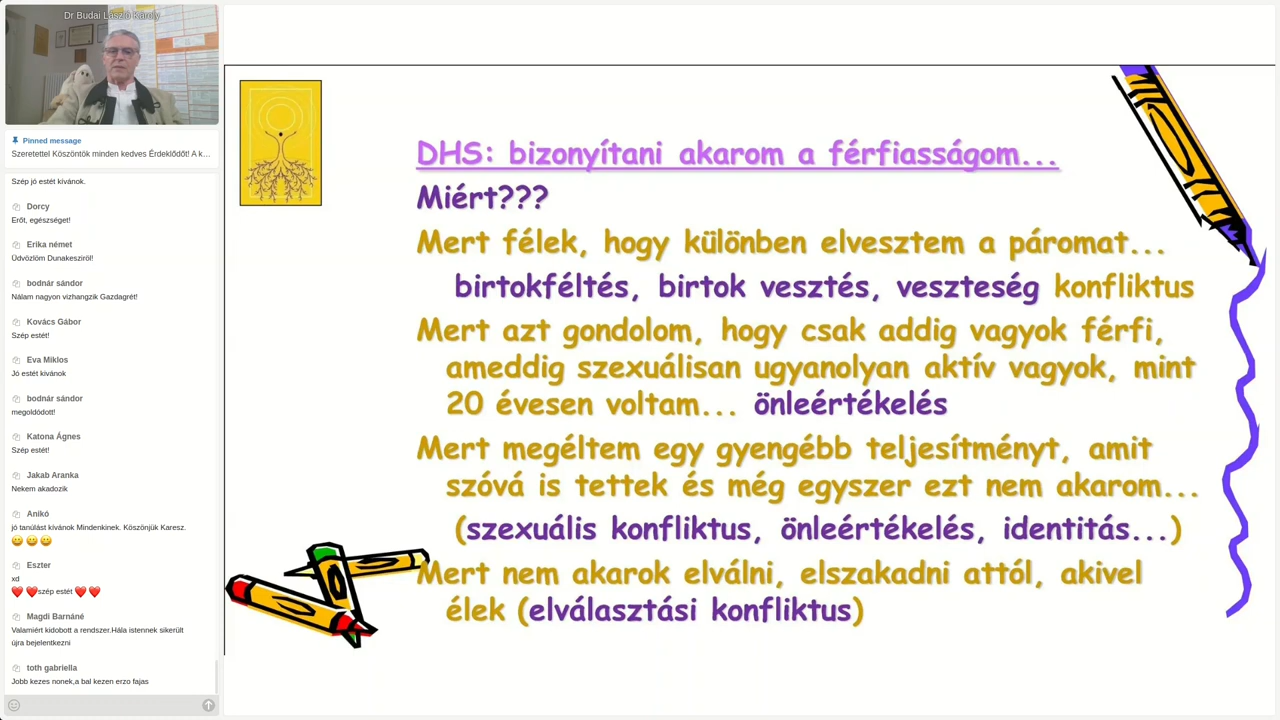 Dr Budai László Károly
Pinned message
Szeretettel Köszöntök minden kedves Érdeklődőt! A k…
Szép jó estét kívánok.
Dorcy
Erőt, egészséget!
Erika német
Üdvözlöm Dunakesziröl!
bodnár sándor
Nálam nagyon vizhangzik Gazdagrét!
Kovács Gábor
Szép estét!
Eva Miklos
Jó estét kivánok
bodnár sándor
megoldódott!
Katona Ágnes
Szép estét!
Jakab Aranka
Nekem akadozik
Anikó
jó tanúlást kívánok Mindenkinek. Köszönjük Karesz.
Eszter
xd
szép estét
Magdi Barnáné
Valamiért kidobott a rendszer.Hála istennek sikerült
újra bejelentkezni
toth gabriella
Jobb kezes nonek,a bal kezen erzo fajas
DHS: bizonyítani akarom a férfiasságom...
Miért???
Mert félek, hogy különben elvesztem a páromat...
birtokféltés, birtok vesztés, veszteség konfliktus
Mert azt gondolom, hogy csak addig vagyok férfi,
ameddig szexuálisan ugyanolyan aktív vagyok, mint
20 évesen voltam... önleértékelés
Mert megéltem egy gyengébb teljesítményt, amit
szóvá is tettek és még egyszer ezt nem akarom...
(szexuális konfliktus, önleértékelés, identitás...)
Mert nem akarok elválni, elszakadni attól, akivel
élek (elválasztási konfliktus)